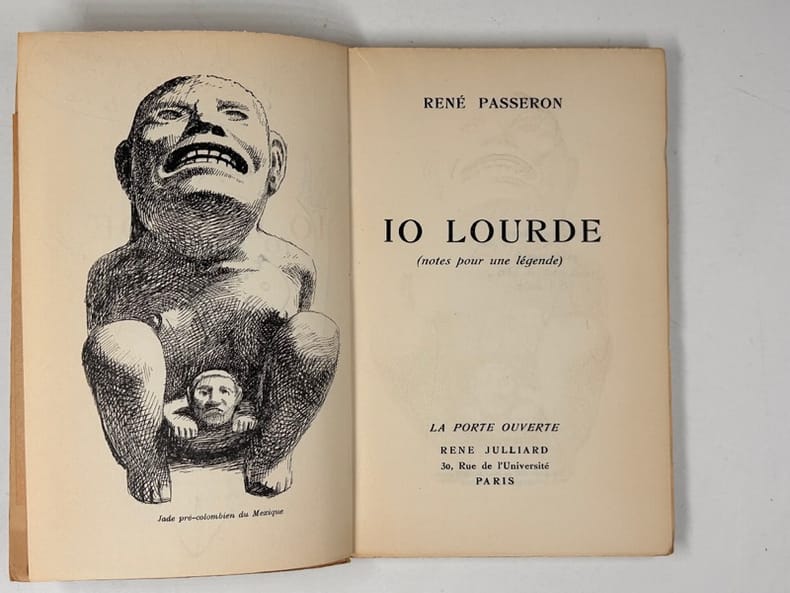 Jade pré-colombien du Mexique
RENÉ PASSERON
IO LOURDE
(notes pour une légende)
LA PORTE OUVERTE
RENE JULLIARD
30, Rue de l'Université
PARIS